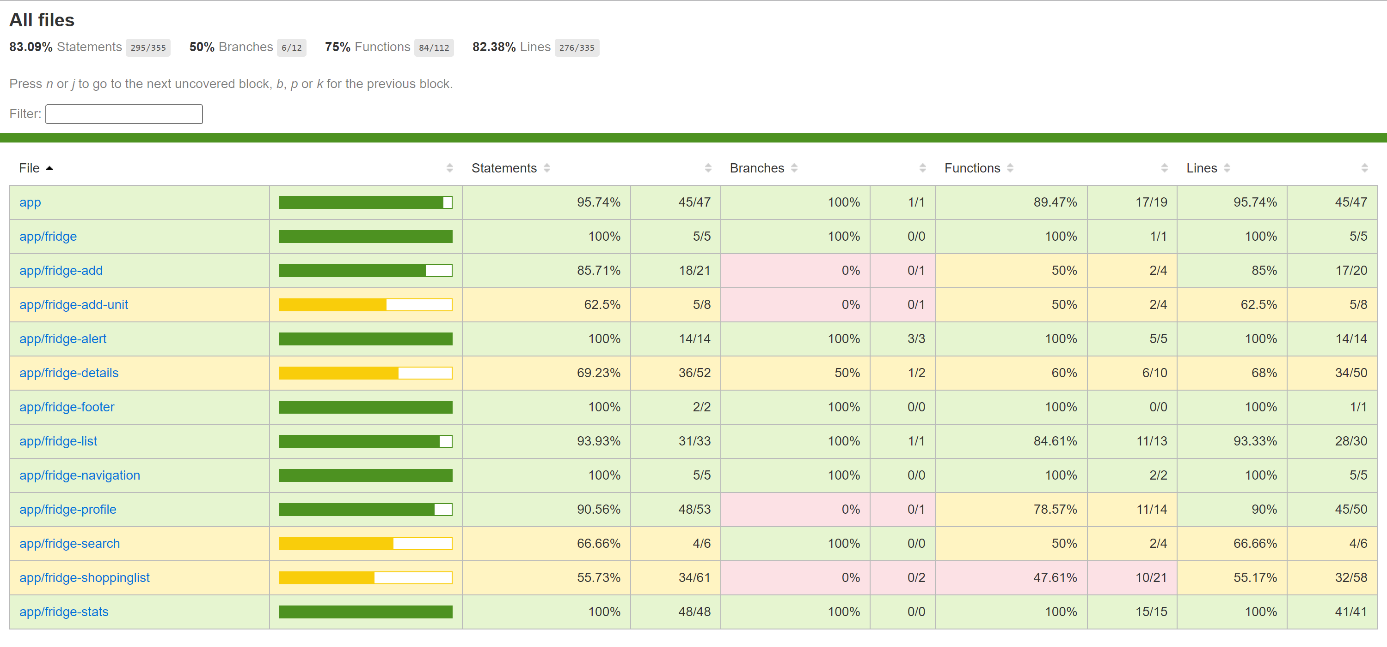 All files
83.09% Statements 295/355 50% Branches 6/12 75% Functions 84/112 82.38% Lines 276/335
Press n or j to go to the next uncovered block, b, p or k for the previous block.
Filter:
File Statements Branches Functions Lines
app 95.74% 45/47 100% 1/1 89.47% 17/19 95.74% 45/47
app/fridge 100% 5/5 100% 0/0 100% 1/1 100% 5/5
app/fridge-add 85.71% 18/21 0% 0/1 50% 2/4 85% 17/20
app/fridge-add-unit 62.5% 5/8 0% 0/1 50% 2/4 62.5% 5/8
app/fridge-alert 100% 14/14 100% 3/3 100% 5/5 100% 14/14
app/fridge-details 69.23% 36/52 50% 1/2 60% 6/10 68% 34/50
app/fridge-footer 100% 2/2 100% 0/0 100% 0/0 100% 1/1
app/fridge-list 93.93% 31/33 100% 1/1 84.61% 11/13 93.33% 28/30
app/fridge-navigation 100% 5/5 100% 0/0 100% 2/2 100% 5/5
app/fridge-profile 90.56% 48/53 0% 0/1 78.57% 11/14 90% 45/50
app/fridge-search 66.66% 4/6 100% 0/0 50% 2/4 66.66% 4/6
app/fridge-shoppinglist 55.73% 34/61 0% 0/2 47.61% 10/21 55.17% 32/58
app/fridge-stats 100% 48/48 100% 0/0 100% 15/15 100% 41/41